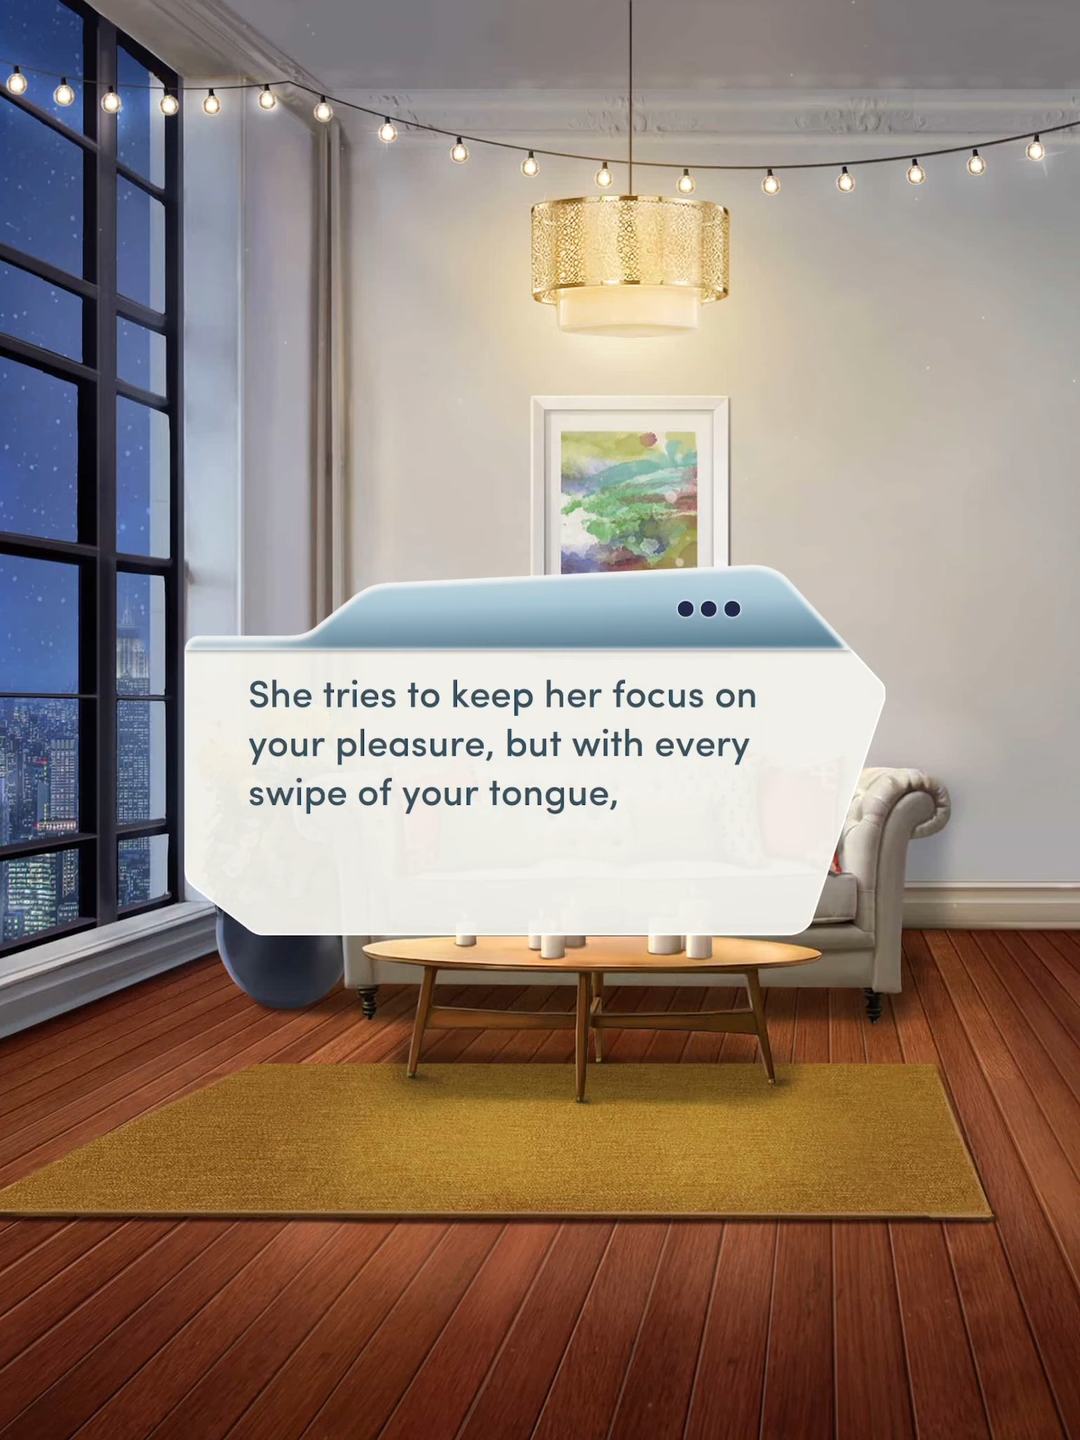 She tries to keep her focus on
your pleasure, but with every
swipe of your tongue,